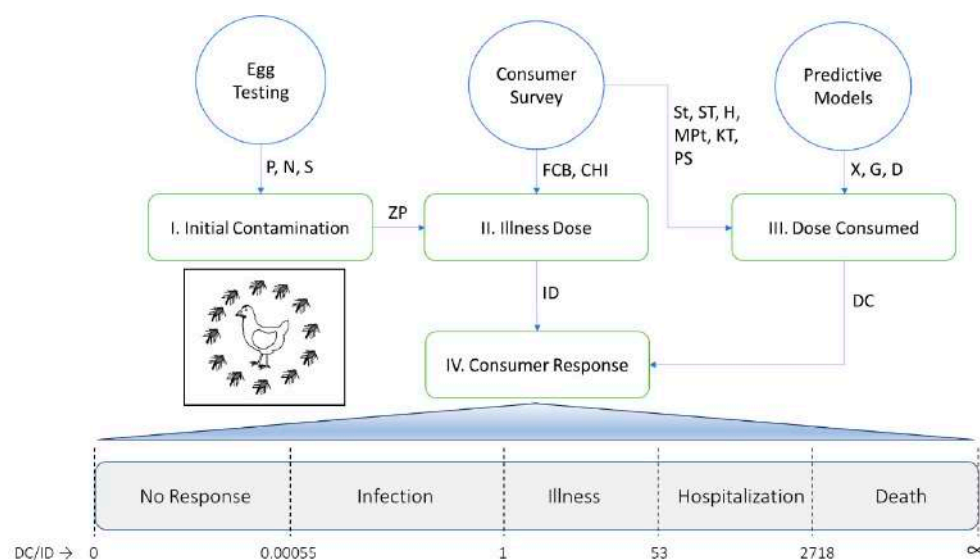 Egg
Testing
Consumer
Survey
Predictive
Models
St, ST, H,
MPt, KT,
PS
P, N, S
FCB, CHI
X, G, D
I. Initial Contamination
ZP
II. Illness Dose
III. Dose Consumed
ID
DC
IV. Consumer Response
No Response
Infection
Illness
Hospitalization
Death
DC/ID → 0 0.00055 1 53 2718 ∞